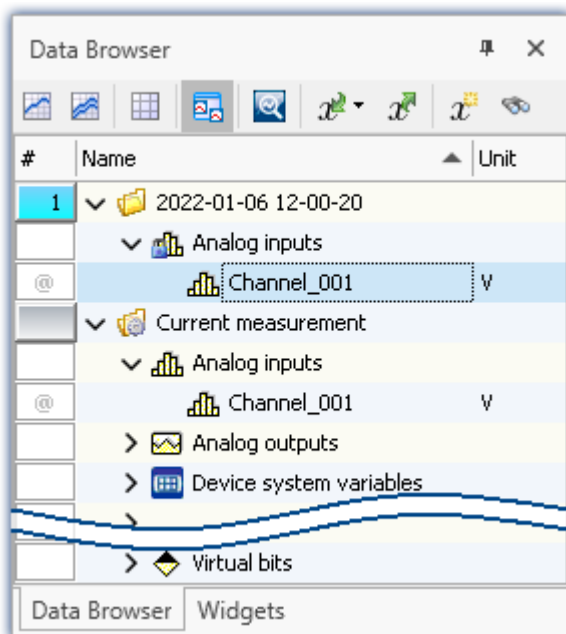 Data Browser
# Name Unit
1 2022-01-06 12-00-20
Analog inputs
@ Channel_001 V
Current measurement
Analog inputs
@ Channel_001 V
Analog outputs
Device system variables
Virtual bits
Data Browser Widgets